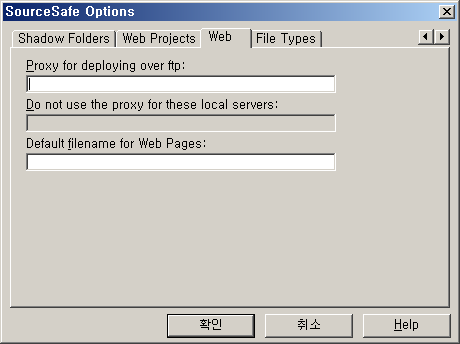 SourceSafe Options
Shadow Folders Web Projects Web File Types
Proxy for deploying over ftp:
Do not use the proxy for these local servers:
Default filename for Web Pages:
확인 취소 Help